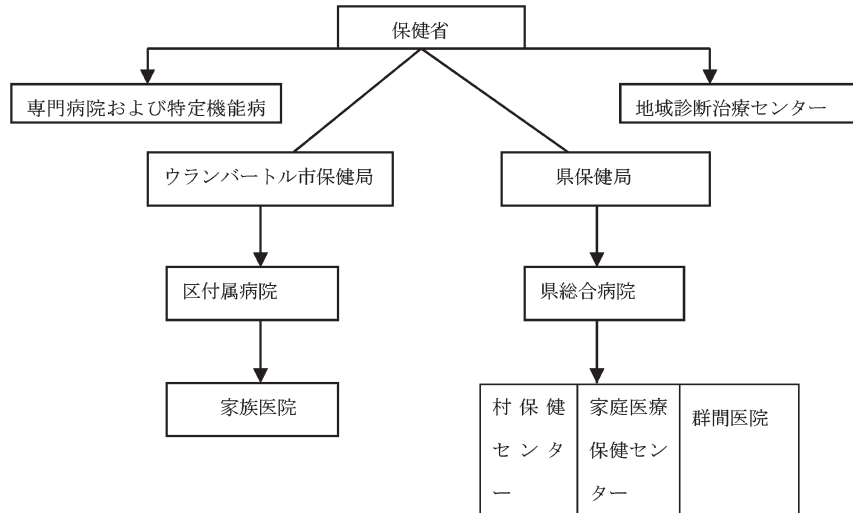 保健省
専門病院および特定機能病
地域診断治療センター
ウランバートル市保健局
県保健局
区付属病院
県総合病院
家族医院
村保健
センタ
ー
家庭医療
保健セン
ター
群間医院